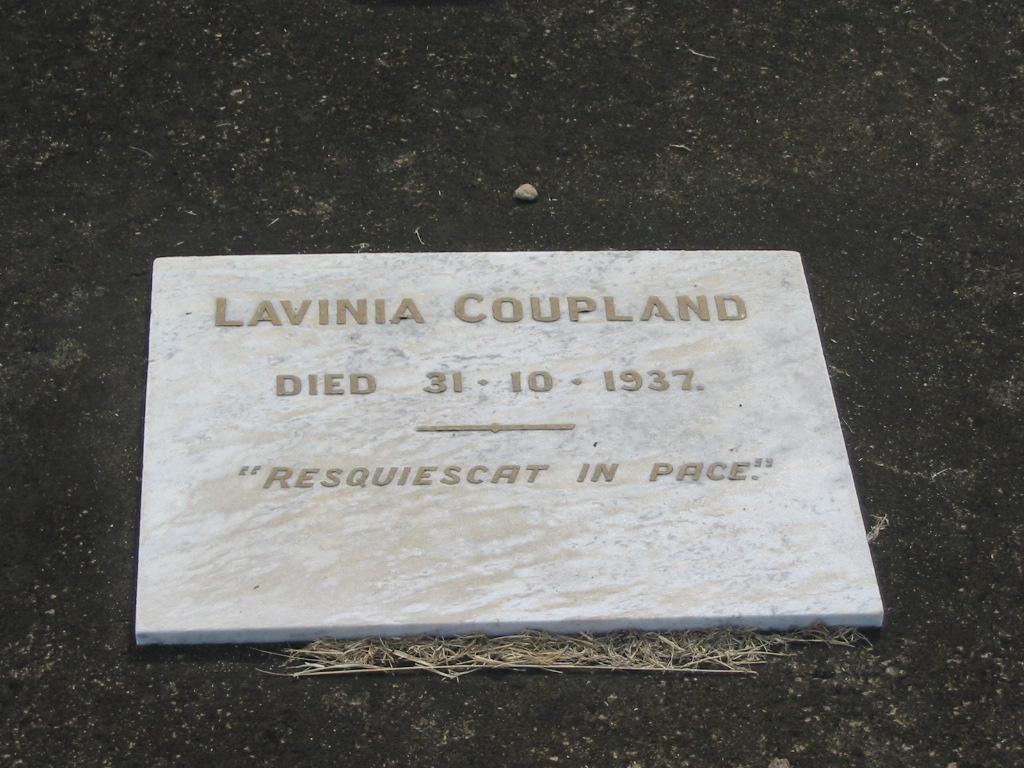 LAVINIA COUPLAND
DIED 31·10·1937.
"RESQUIESCAT IN PACE."